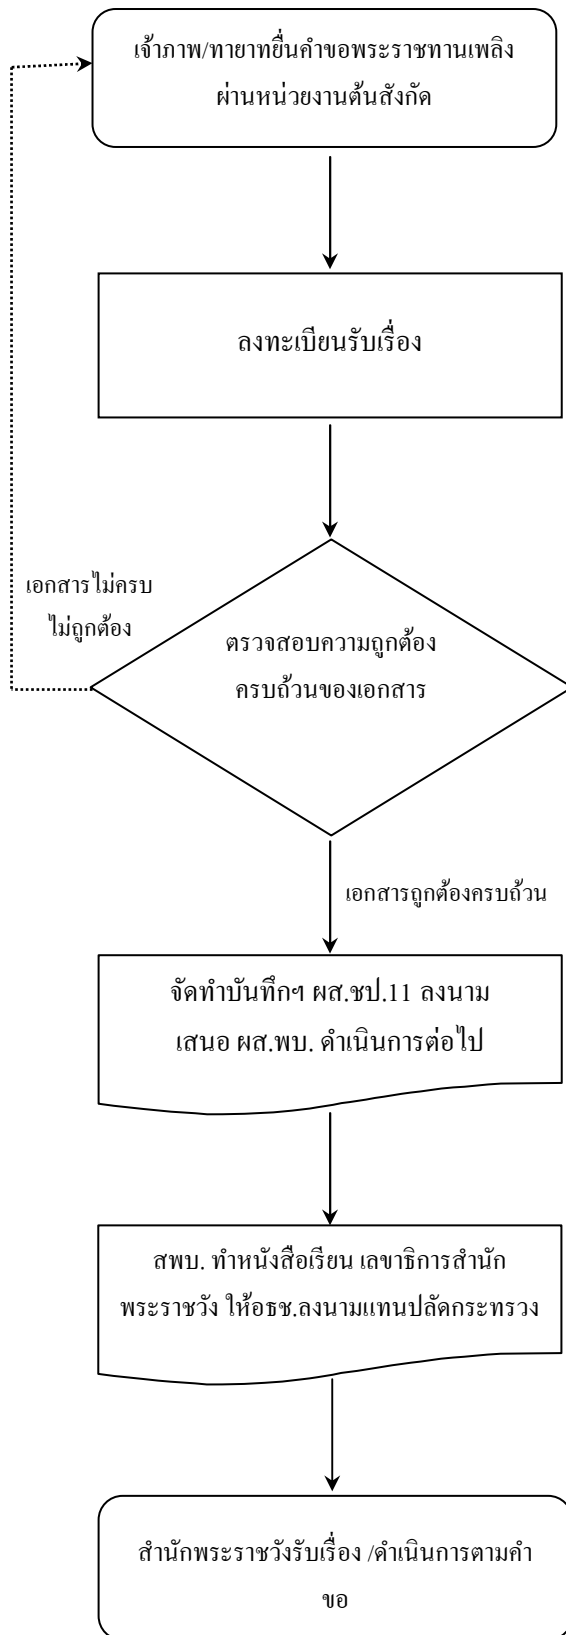 เจ้าภาพ/ทายาทยื่นคำขอพระราชทานเพลิง
ผ่านหน่วยงานต้นสังกัด
ลงทะเบียนรับเรื่อง
เอกสารไม่ครบ
ไม่ถูกต้อง
ตรวจสอบความถูกต้อง
ครบถ้วนของเอกสาร
เอกสารถูกต้องครบถ้วน
จัดทำบันทึกฯ ผส.ชป.11 ลงนาม
เสนอ ผส.พบ. ดำเนินการต่อไป
สพบ. ทำหนังสือเรียน เลขาธิการสำนัก
พระราชวัง ให้อธช.ลงนามแทนปลัดกระทรวง
สำนักพระราชวังรับเรื่อง /ดำเนินการตามคำ
ขอ